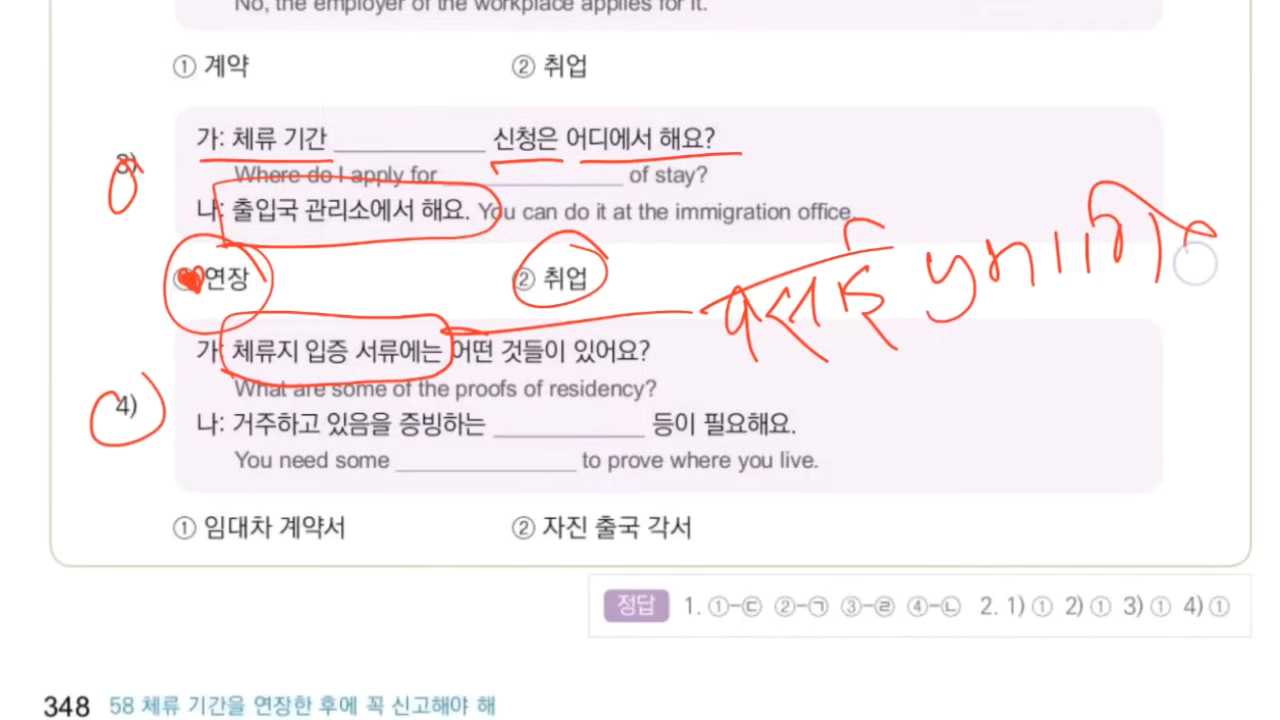 No, the employer of the workplace applies for it.
① 계약 ② 취업
3)
가: 체류 기간 __________ 신청은 어디에서 해요?
Where do I apply for __________ of stay?
나: 출입국 관리소에서 해요. You can do it at the immigration office.
연장 ② 취업
4)
가: 체류지 입증 서류에는 어떤 것들이 있어요?
What are some of the proofs of residency?
나: 거주하고 있음을 증빙하는 __________ 등이 필요해요.
You need some __________ to prove where you live.
① 임대차 계약서 ② 자진 출국 각서
정답 1. ①-㉢ ②-㉠ ③-㉣ ④-㉡ 2. 1) ① 2) ① 3) ① 4) ①
348 58 체류 기간을 연장한 후에 꼭 신고해야 해